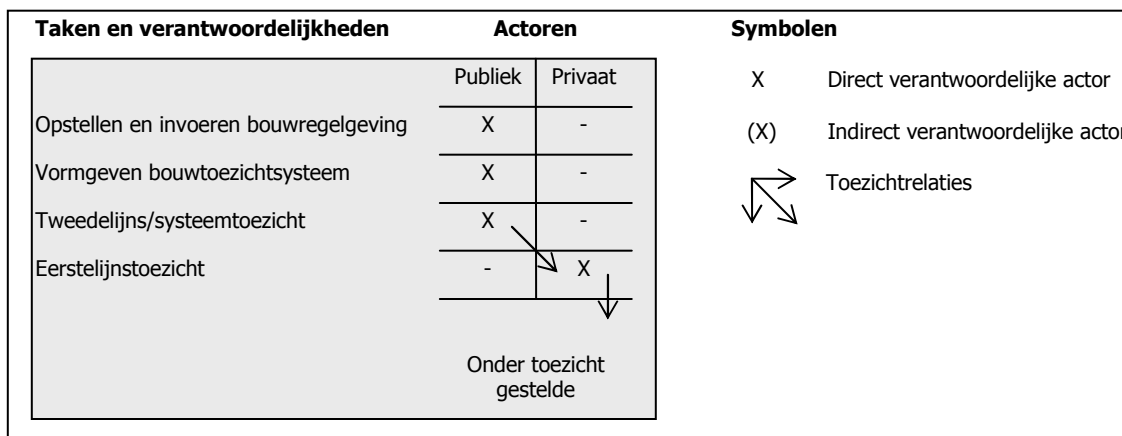 Taken en verantwoordelijkheden Actoren Symbolen
Publiek Privaat
X Direct verantwoordelijke actor
Opstellen en invoeren bouwregelgeving X -
(X) Indirect verantwoordelijke actor
Vormgeven bouwtoezichtsysteem X -
Toezichtrelaties
Tweedelijns/systeemtoezicht X -
Eerstelijnstoezicht - X
Onder toezicht
gestelde